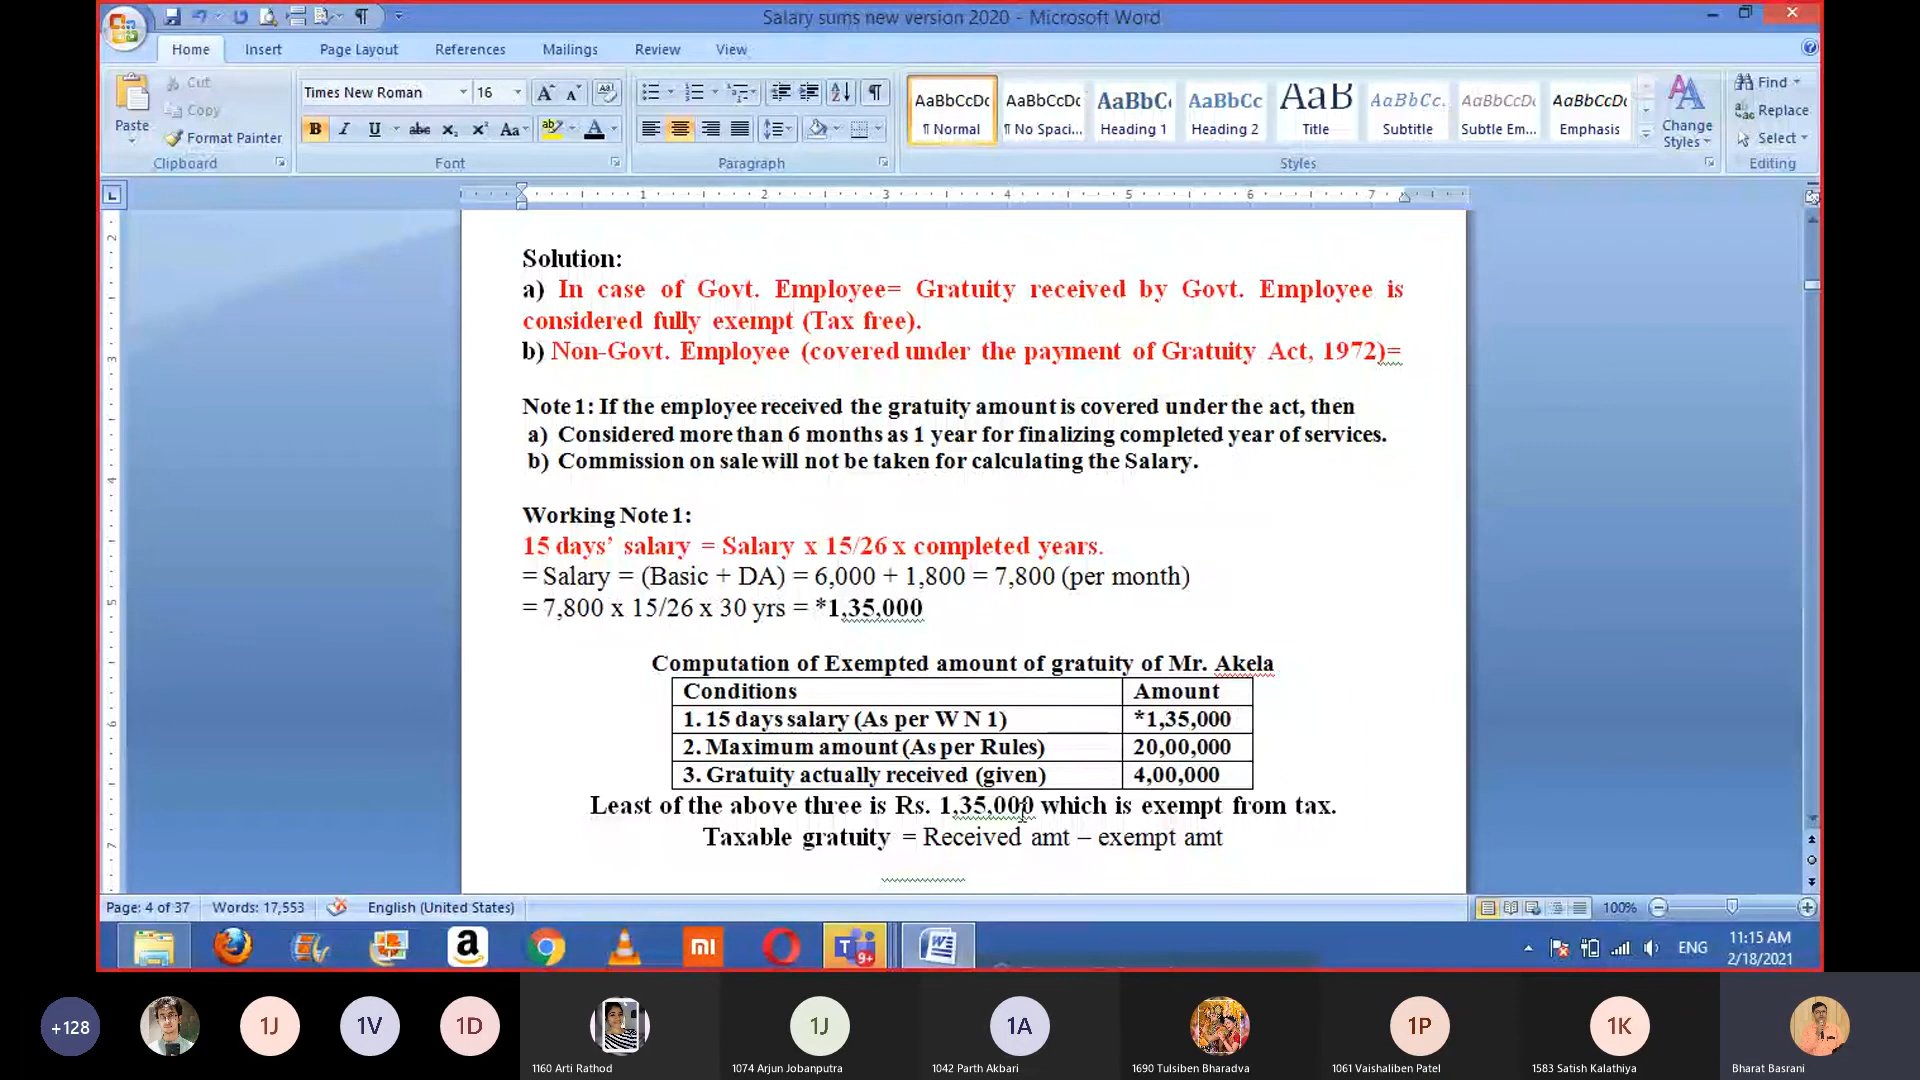 Salary sums new version 2020 - Microsoft Word
Home Insert Page Layout References Mailings Review View
Paste
Cut
Copy
Format Painter
Clipboard
Times New Roman 16
Font
Paragraph
AaBbCcDc AaBbCcDc AaBbCc AaBbCc AaB AaBbCc. AaBbCcDc AaBbCcDc
¶ Normal ¶ No Spaci... Heading 1 Heading 2 Title Subtitle Subtle Em... Emphasis
Styles
Change Styles
Find
Replace
Select
Editing
1 2 3 4 5 6 7
Solution:
a) In case of Govt. Employee= Gratuity received by Govt. Employee is
considered fully exempt (Tax free).
b) Non-Govt. Employee (covered under the payment of Gratuity Act, 1972)=
Note 1: If the employee received the gratuity amount is covered under the act, then
a) Considered more than 6 months as 1 year for finalizing completed year of services.
b) Commission on sale will not be taken for calculating the Salary.
Working Note 1:
15 days’ salary = Salary x 15/26 x completed years.
= Salary = (Basic + DA) = 6,000 + 1,800 = 7,800 (per month)
= 7,800 x 15/26 x 30 yrs = *1,35,000
Computation of Exempted amount of gratuity of Mr. Akela
Conditions Amount
1. 15 days salary (As per W N 1) *1,35,000
2. Maximum amount (As per Rules) 20,00,000
3. Gratuity actually received (given) 4,00,000
Least of the above three is Rs. 1,35,000 which is exempt from tax.
Taxable gratuity = Received amt – exempt amt
Page: 4 of 37 Words: 17,553 English (United States) 100%
9+
ENG
11:15 AM
2/18/2021
+128 1J 1V 1D 1J 1A 1P 1K
1160 Arti Rathod 1074 Arjun Jobanputra 1042 Parth Akbari 1690 Tulsiben Bharadva 1061 Vaishaliben Patel 1583 Satish Kalathiya Bharat Basrani